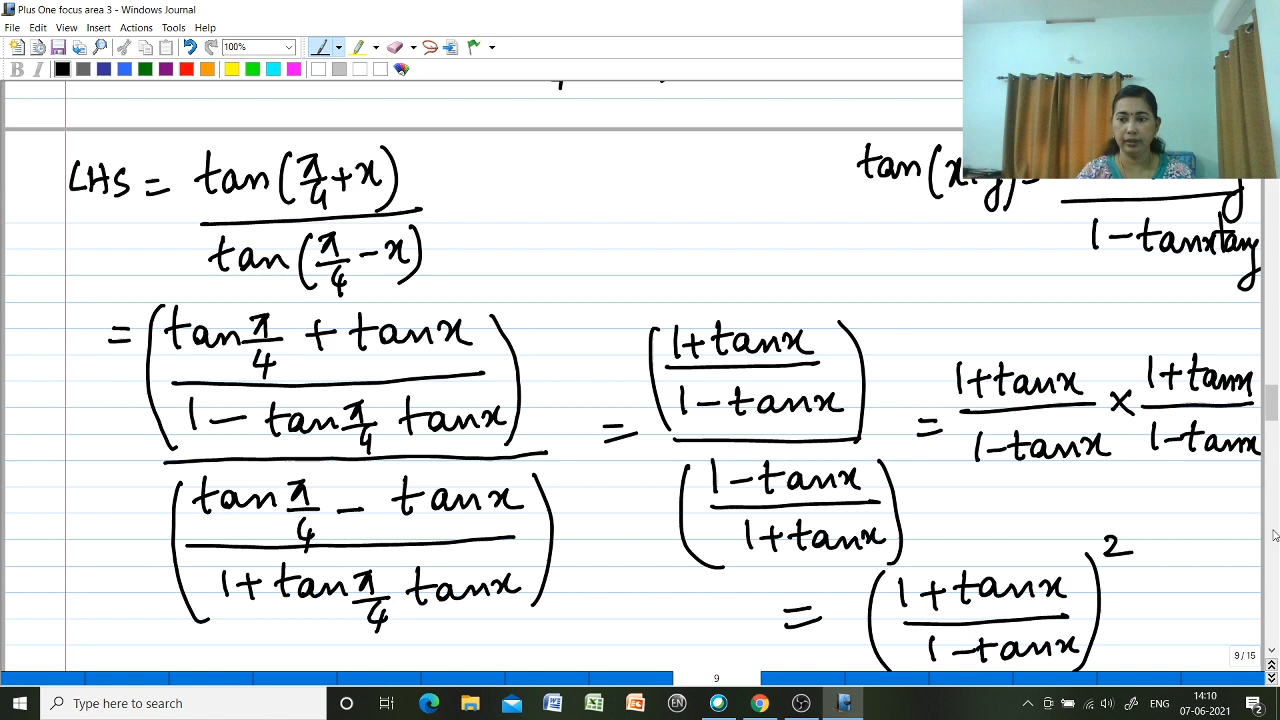 Plus One focus area 3 - Windows Journal
File Edit View Insert Actions Tools Help
100%
B I
LHS = tan(π/4 + x) / tan(π/4 - x)
tan(x+y) = / 1 - tanx tany
= ((tan π/4 + tanx) / (1 - tan π/4 tanx)) / ((tan π/4 - tanx) / (1 + tan π/4 tanx))
= ((1 + tanx) / (1 - tanx)) / ((1 - tanx) / (1 + tanx))
= (1 + tanx) / (1 - tanx) × (1 + tanx) / (1 - tanx)
= ((1 + tanx) / (1 - tanx))²
9 / 15
9
Type here to search
ENG
14:10
07-06-2021
2